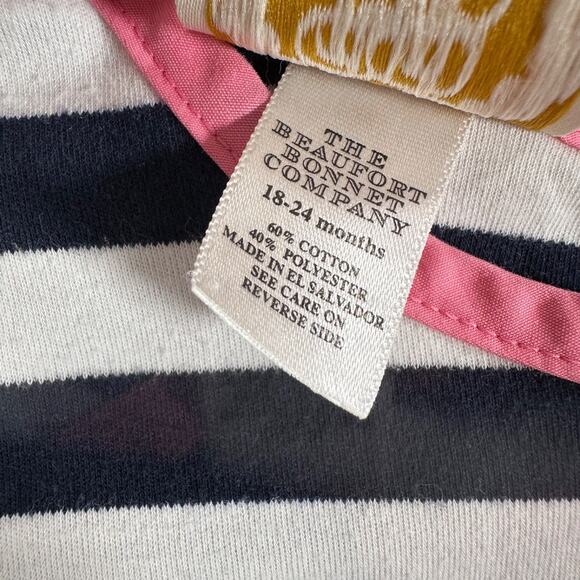 THE
BEAUFORT
BONNET
COMPANY
18-24 months
60% COTTON
40% POLYESTER
MADE IN EL SALVADOR
SEE CARE ON
REVERSE SIDE